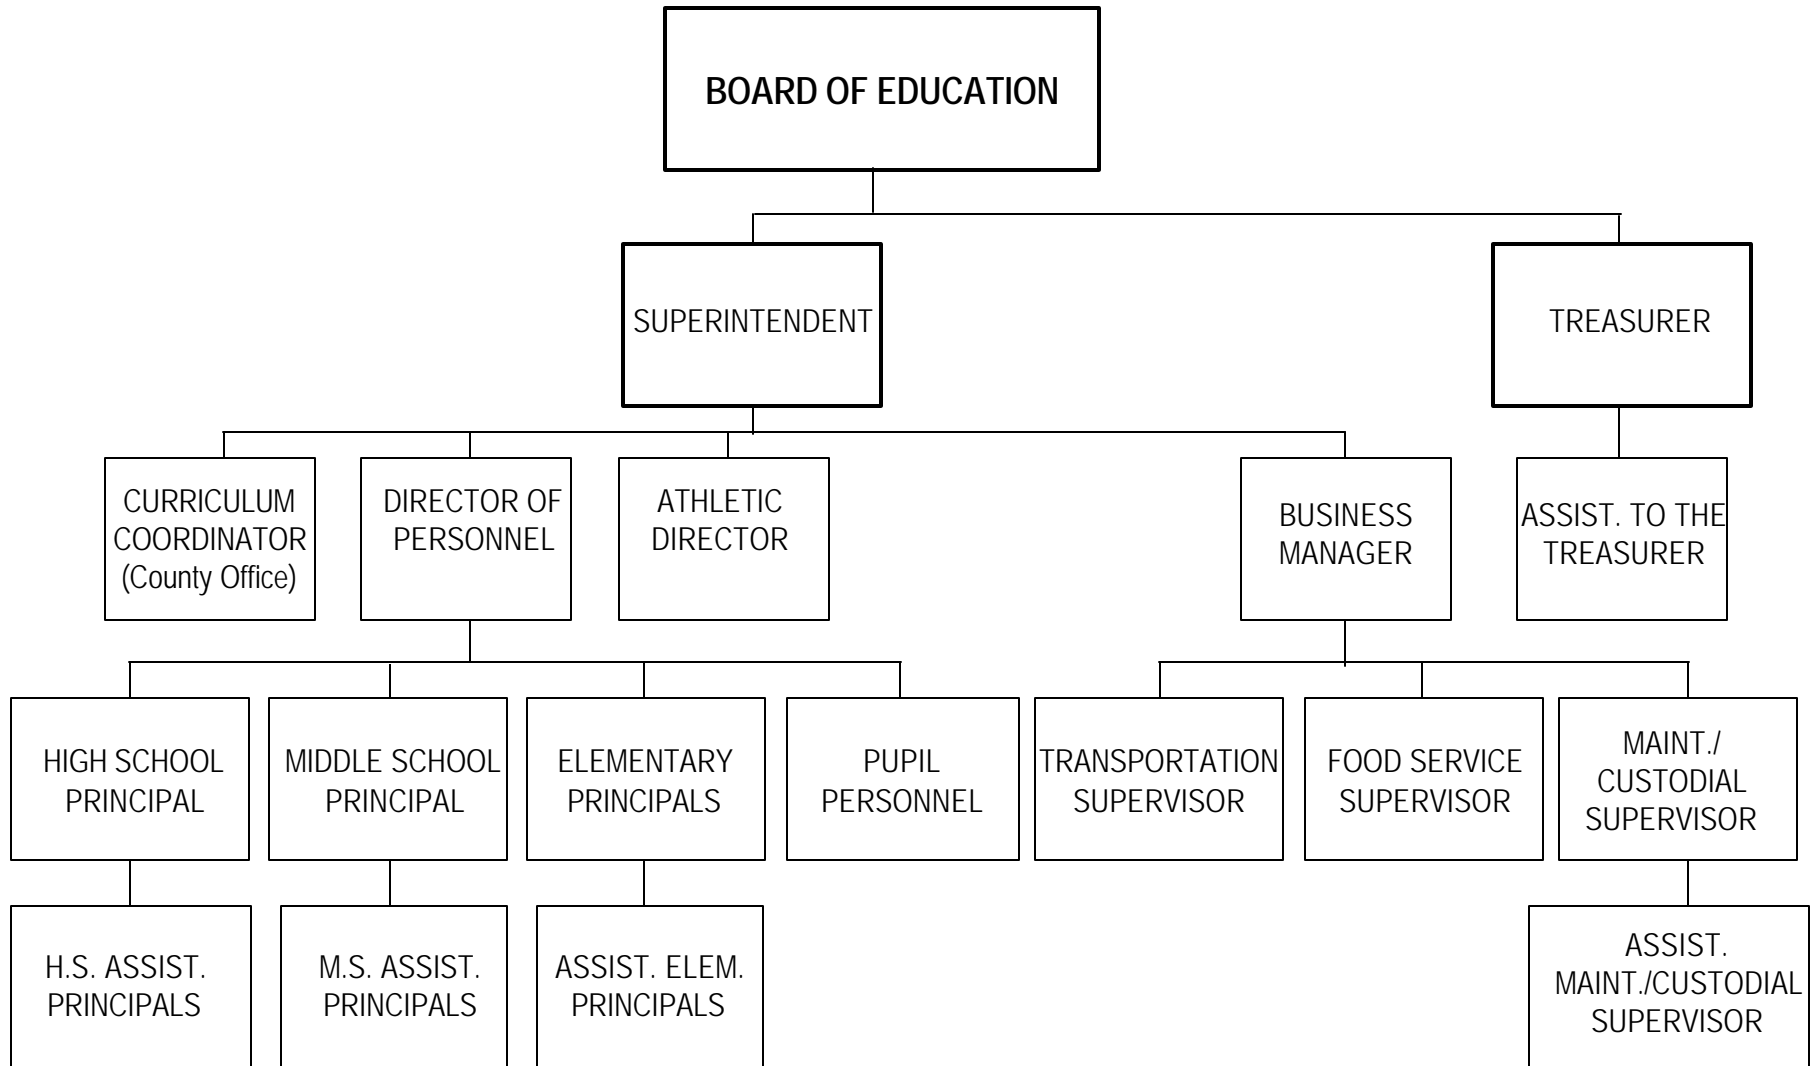 BOARD OF EDUCATION
SUPERINTENDENT
TREASURER
CURRICULUM
COORDINATOR
(County Office)
DIRECTOR OF
PERSONNEL
ATHLETIC
DIRECTOR
BUSINESS
MANAGER
ASSIST. TO THE
TREASURER
HIGH SCHOOL
PRINCIPAL
MIDDLE SCHOOL
PRINCIPAL
ELEMENTARY
PRINCIPALS
PUPIL
PERSONNEL
TRANSPORTATION
SUPERVISOR
FOOD SERVICE
SUPERVISOR
MAINT./
CUSTODIAL
SUPERVISOR
H.S. ASSIST.
PRINCIPALS
M.S. ASSIST.
PRINCIPALS
ASSIST. ELEM.
PRINCIPALS
ASSIST.
MAINT./CUSTODIAL
SUPERVISOR